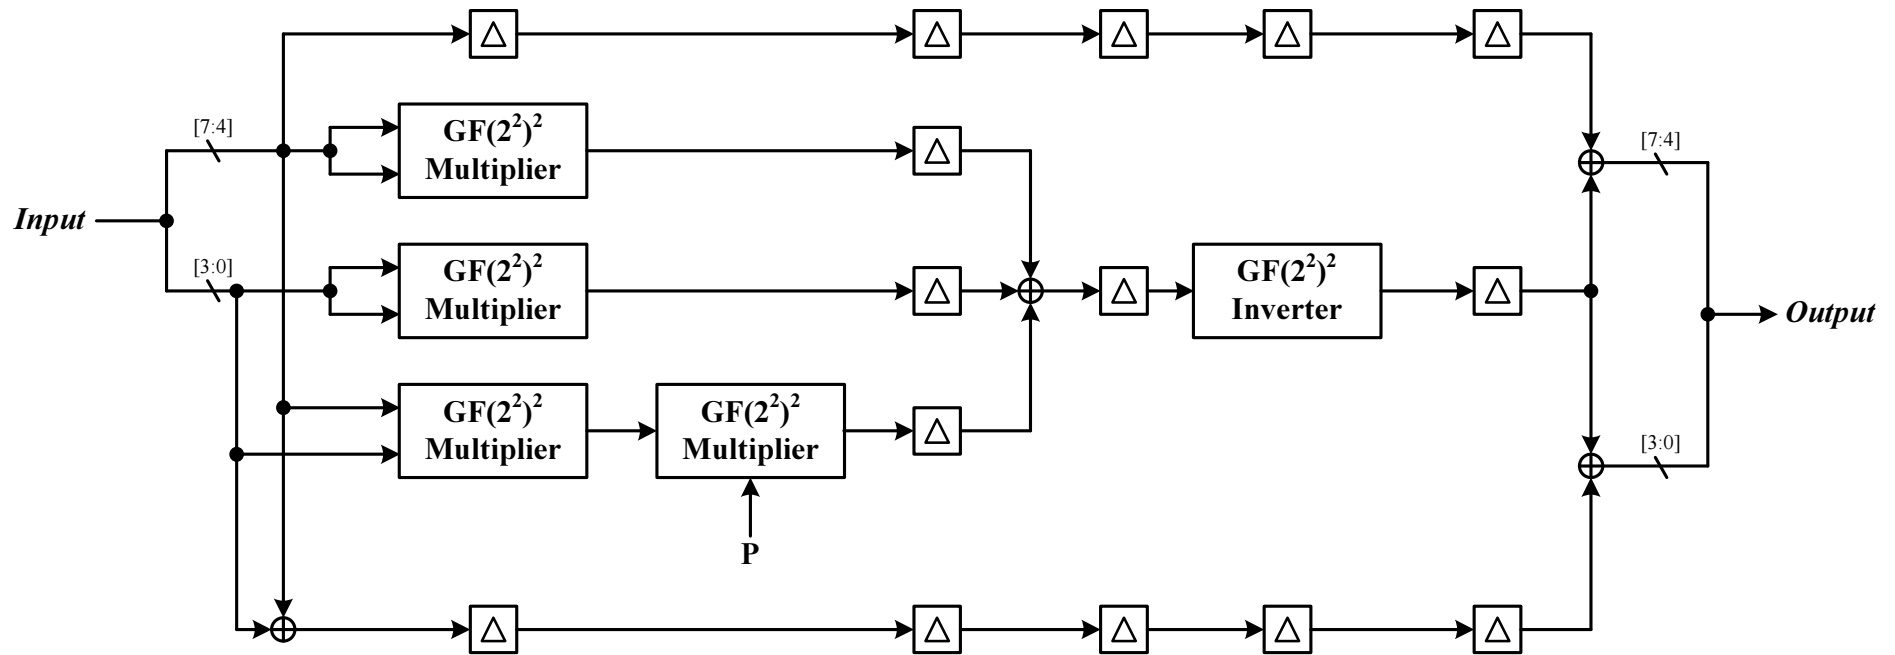 △ △ △ △ △
[7:4]
GF(2²)²
Multiplier
△
[7:4]
Input
[3:0]
GF(2²)²
Multiplier
△
△
GF(2²)²
Inverter
△
Output
GF(2²)²
Multiplier
GF(2²)²
Multiplier
△
[3:0]
P
△ △ △ △ △